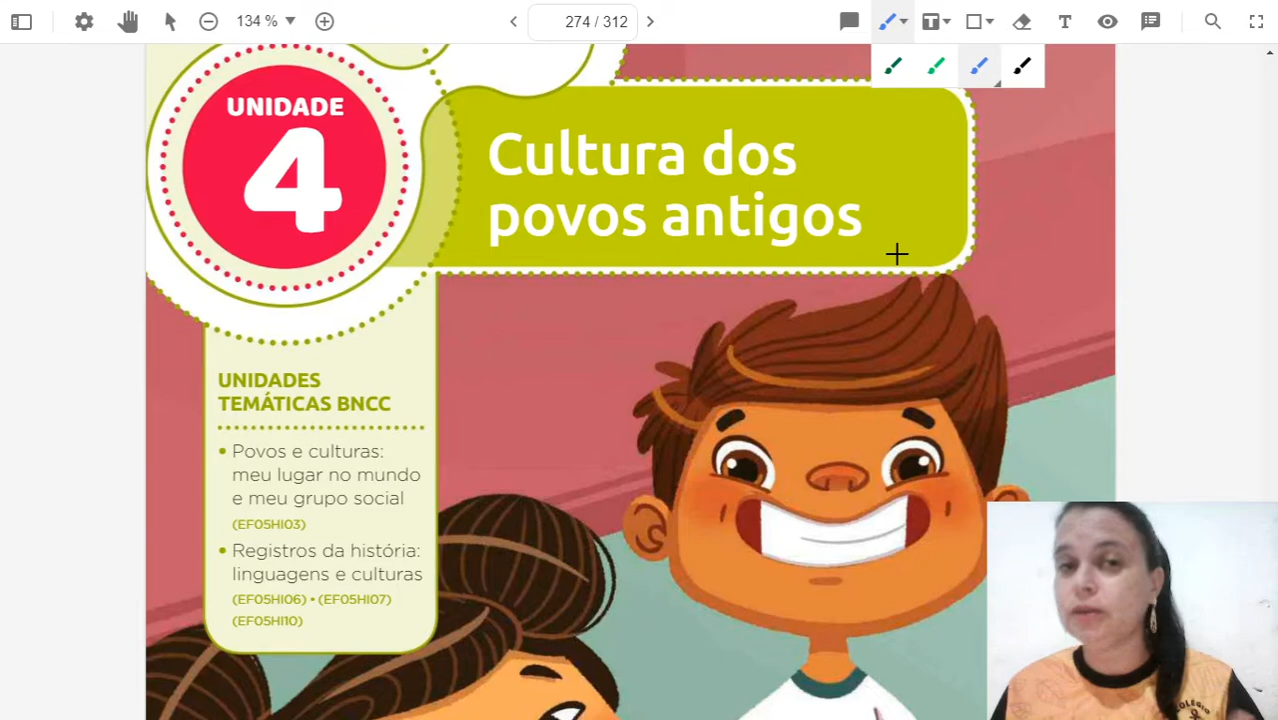 134 %
274 / 312
UNIDADE
4
Cultura dos
povos antigos
UNIDADES
TEMÁTICAS BNCC
• Povos e culturas:
meu lugar no mundo
e meu grupo social
(EF05HI03)
• Registros da história:
linguagens e culturas
(EF05HI06) • (EF05HI07)
(EF05HI10)
COLÉGIO